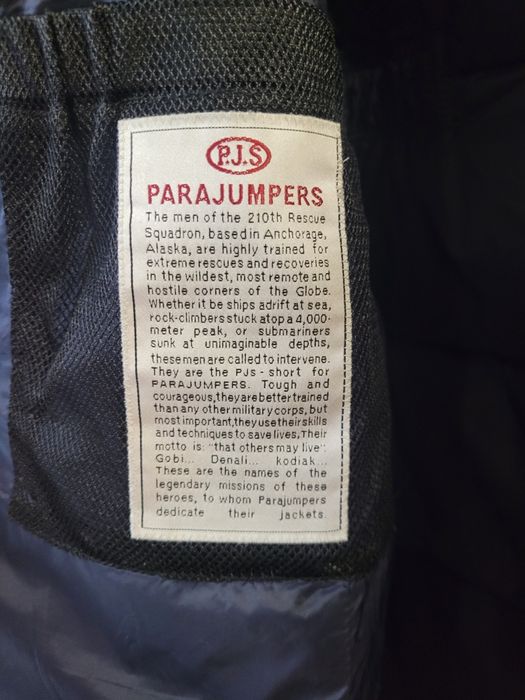 P.J.S
PARAJUMPERS
The men of the 210th Rescue
Squadron, based in Anchorage,
Alaska, are highly trained for
extreme rescues and recoveries
in the wildest, most remote and
hostile corners of the Globe.
Whether it be ships adrift at sea,
rock-climbers stuck atop a 4,000-
meter peak, or submariners
sunk at unimaginable depths,
these men are called to intervene.
They are the PJs - short for
PARAJUMPERS. Tough and
courageous, they are better trained
than any other military corps, but
most important, they use their skills
and techniques to save lives, Their
motto is: "that others may live".
Gobi... Denali... kodiak...
These are the names of the
legendary missions of these
heroes, to whom Parajumpers
dedicate their jackets.